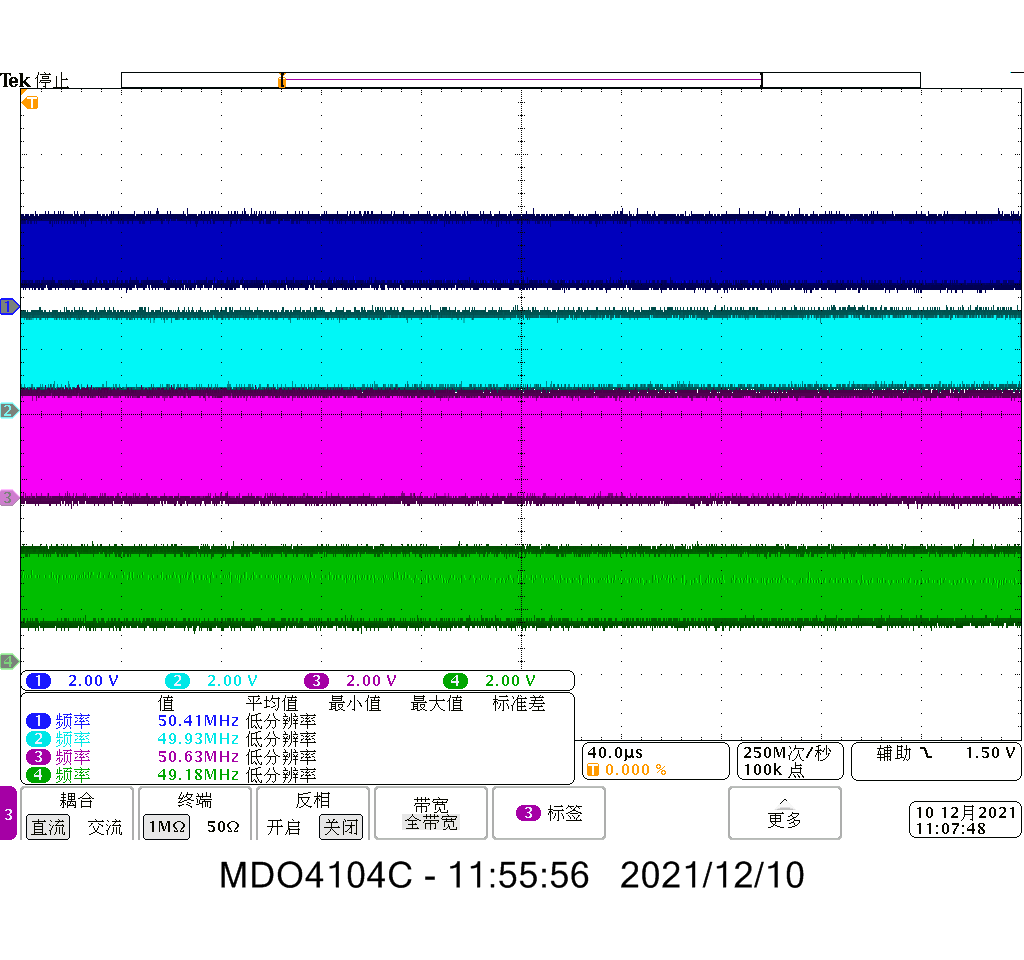 Tek 停止
T
1
2
3
4
1 2.00 V 2 2.00 V 3 2.00 V 4 2.00 V
值 平均值 最小值 最大值 标准差
1 频率 50.41MHz 低分辨率
2 频率 49.93MHz 低分辨率
3 频率 50.63MHz 低分辨率
4 频率 49.18MHz 低分辨率
40.0μs
T 0.000 %
250M次/秒
100k 点
辅助 1.50 V
3
耦合
直流 交流
终端
1MΩ 50Ω
反相
开启 关闭
带宽
全带宽
3 标签
更多
10 12月2021
11:07:48
MDO4104C - 11:55:56 2021/12/10